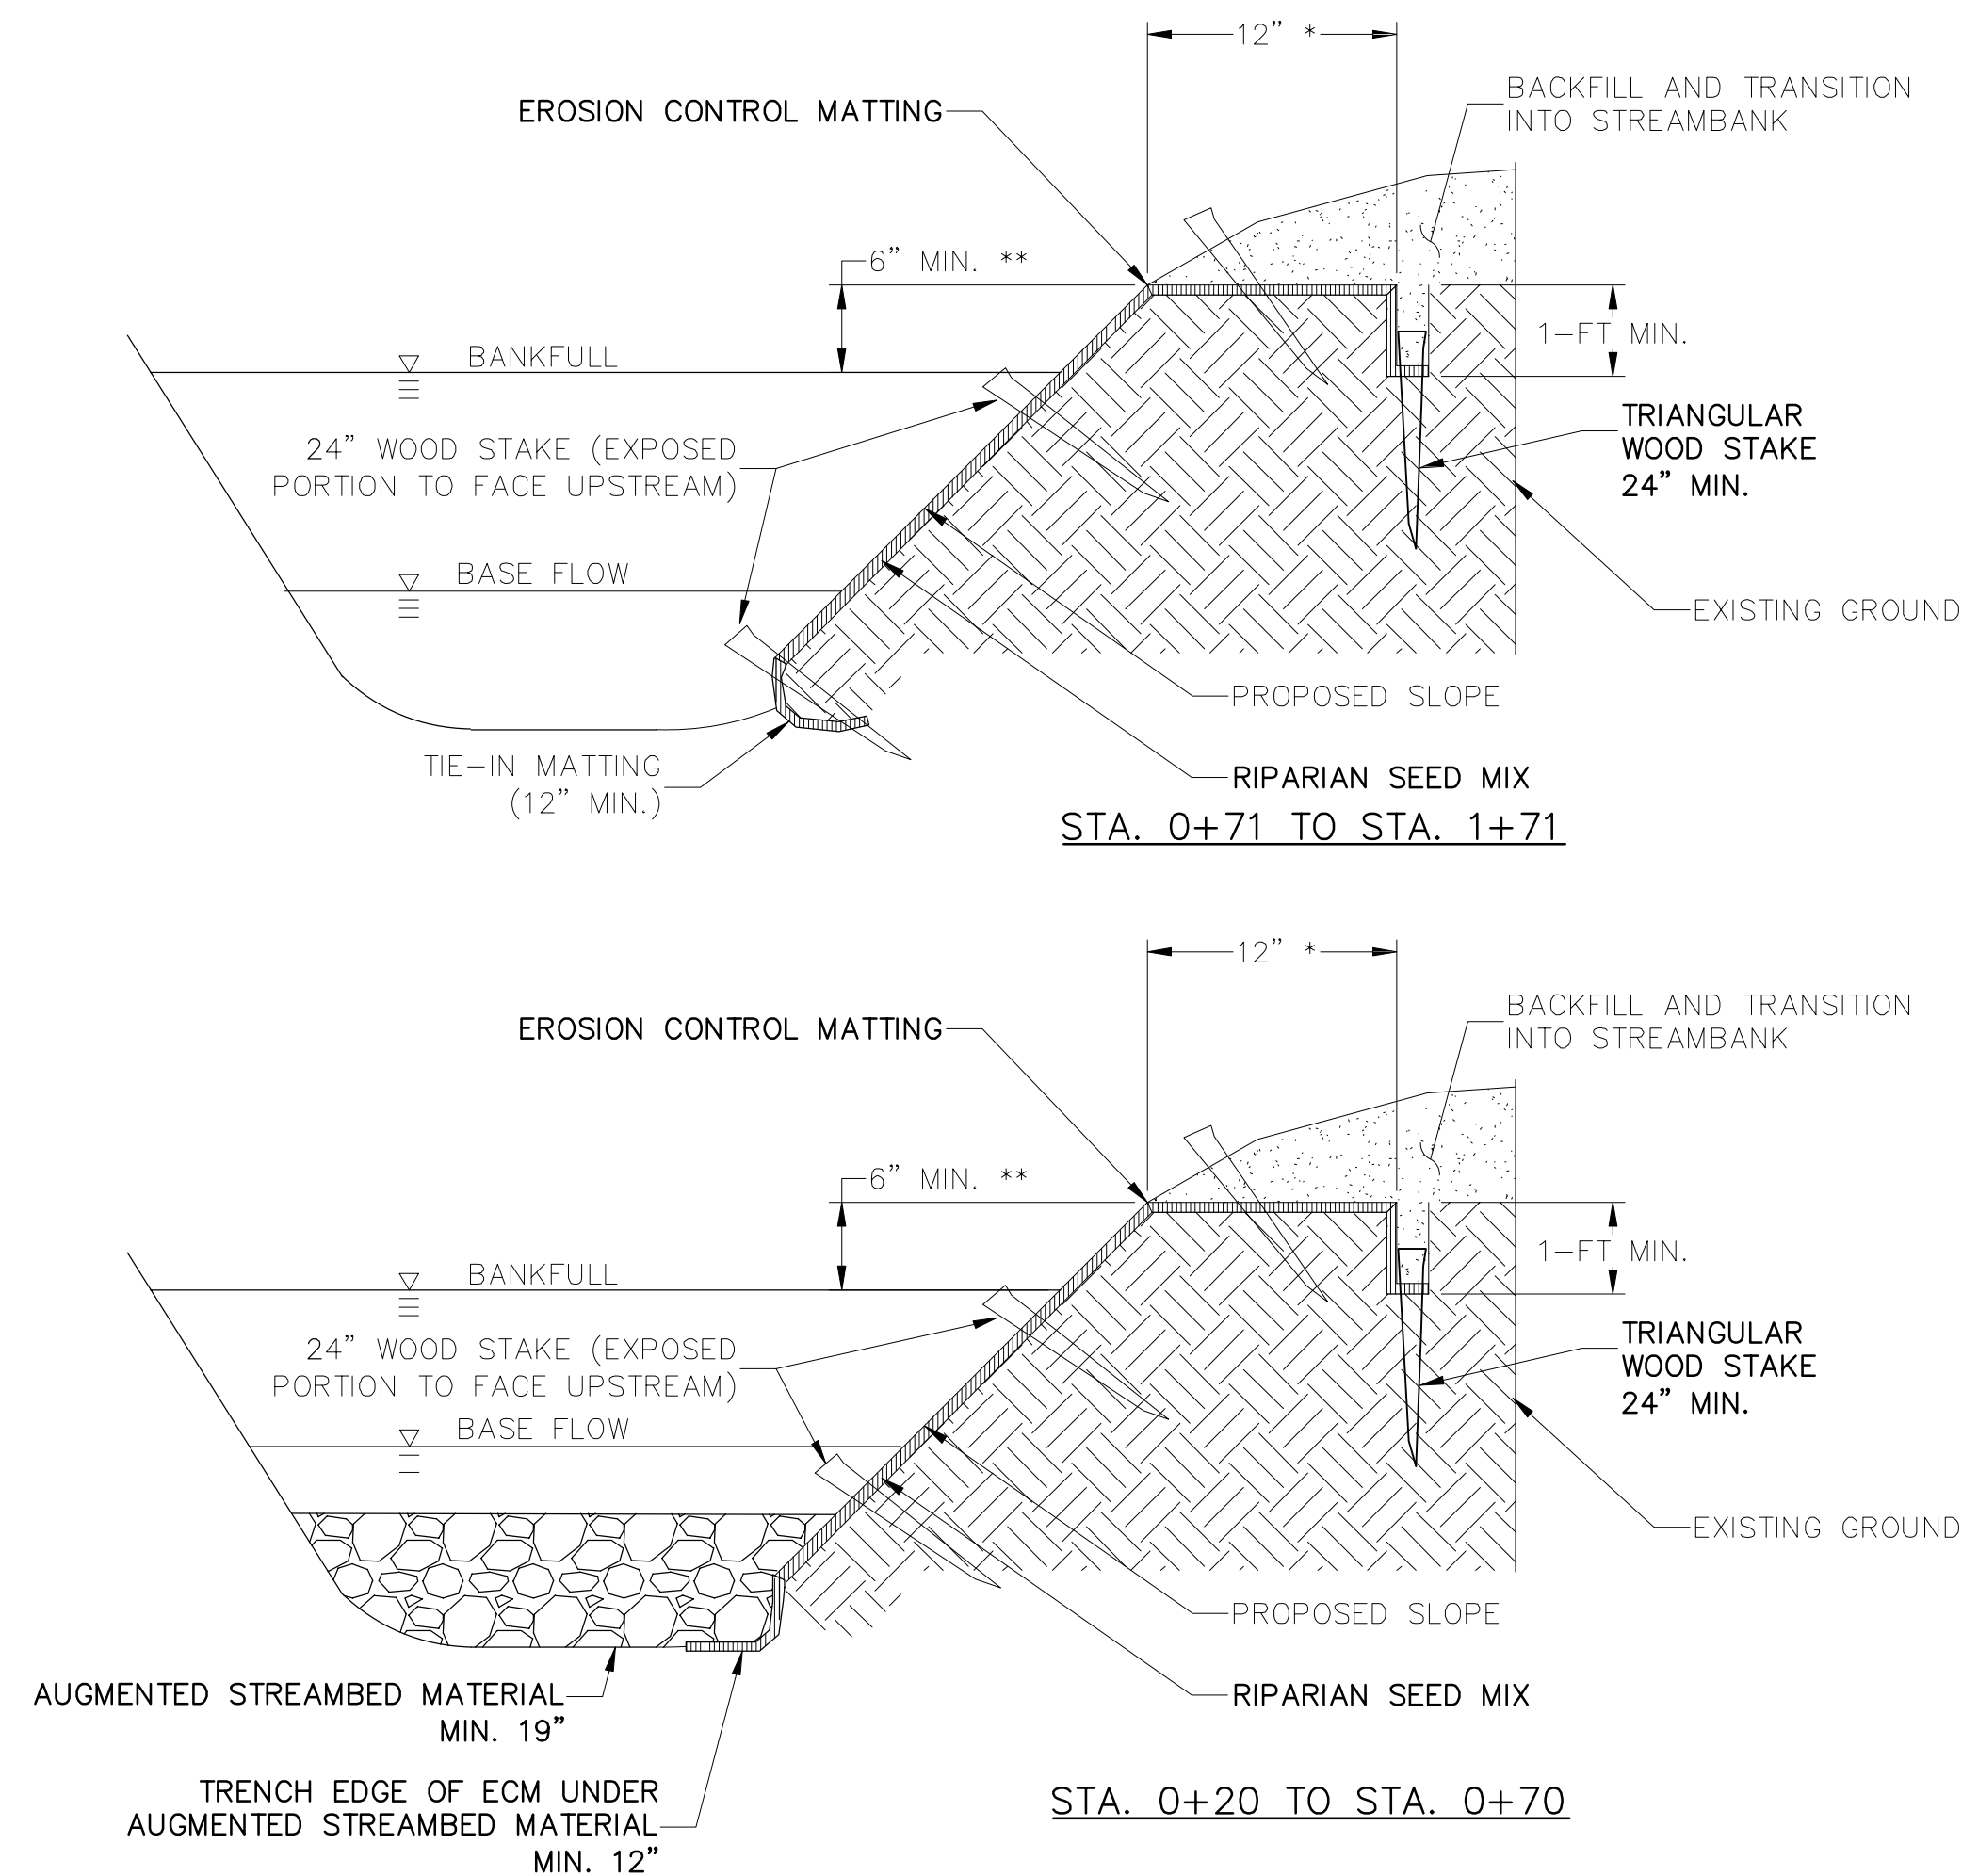 12" *
EROSION CONTROL MATTING
BACKFILL AND TRANSITION
INTO STREAMBANK
6" MIN. **
1-FT MIN.
BANKFULL
24" WOOD STAKE (EXPOSED
PORTION TO FACE UPSTREAM)
TRIANGULAR
WOOD STAKE
24" MIN.
BASE FLOW
EXISTING GROUND
PROPOSED SLOPE
TIE-IN MATTING
(12" MIN.)
RIPARIAN SEED MIX
STA. 0+71 TO STA. 1+71
12" *
EROSION CONTROL MATTING
BACKFILL AND TRANSITION
INTO STREAMBANK
6" MIN. **
1-FT MIN.
BANKFULL
24" WOOD STAKE (EXPOSED
PORTION TO FACE UPSTREAM)
TRIANGULAR
WOOD STAKE
24" MIN.
BASE FLOW
EXISTING GROUND
PROPOSED SLOPE
RIPARIAN SEED MIX
AUGMENTED STREAMBED MATERIAL
MIN. 19"
TRENCH EDGE OF ECM UNDER
AUGMENTED STREAMBED MATERIAL
MIN. 12"
STA. 0+20 TO STA. 0+70